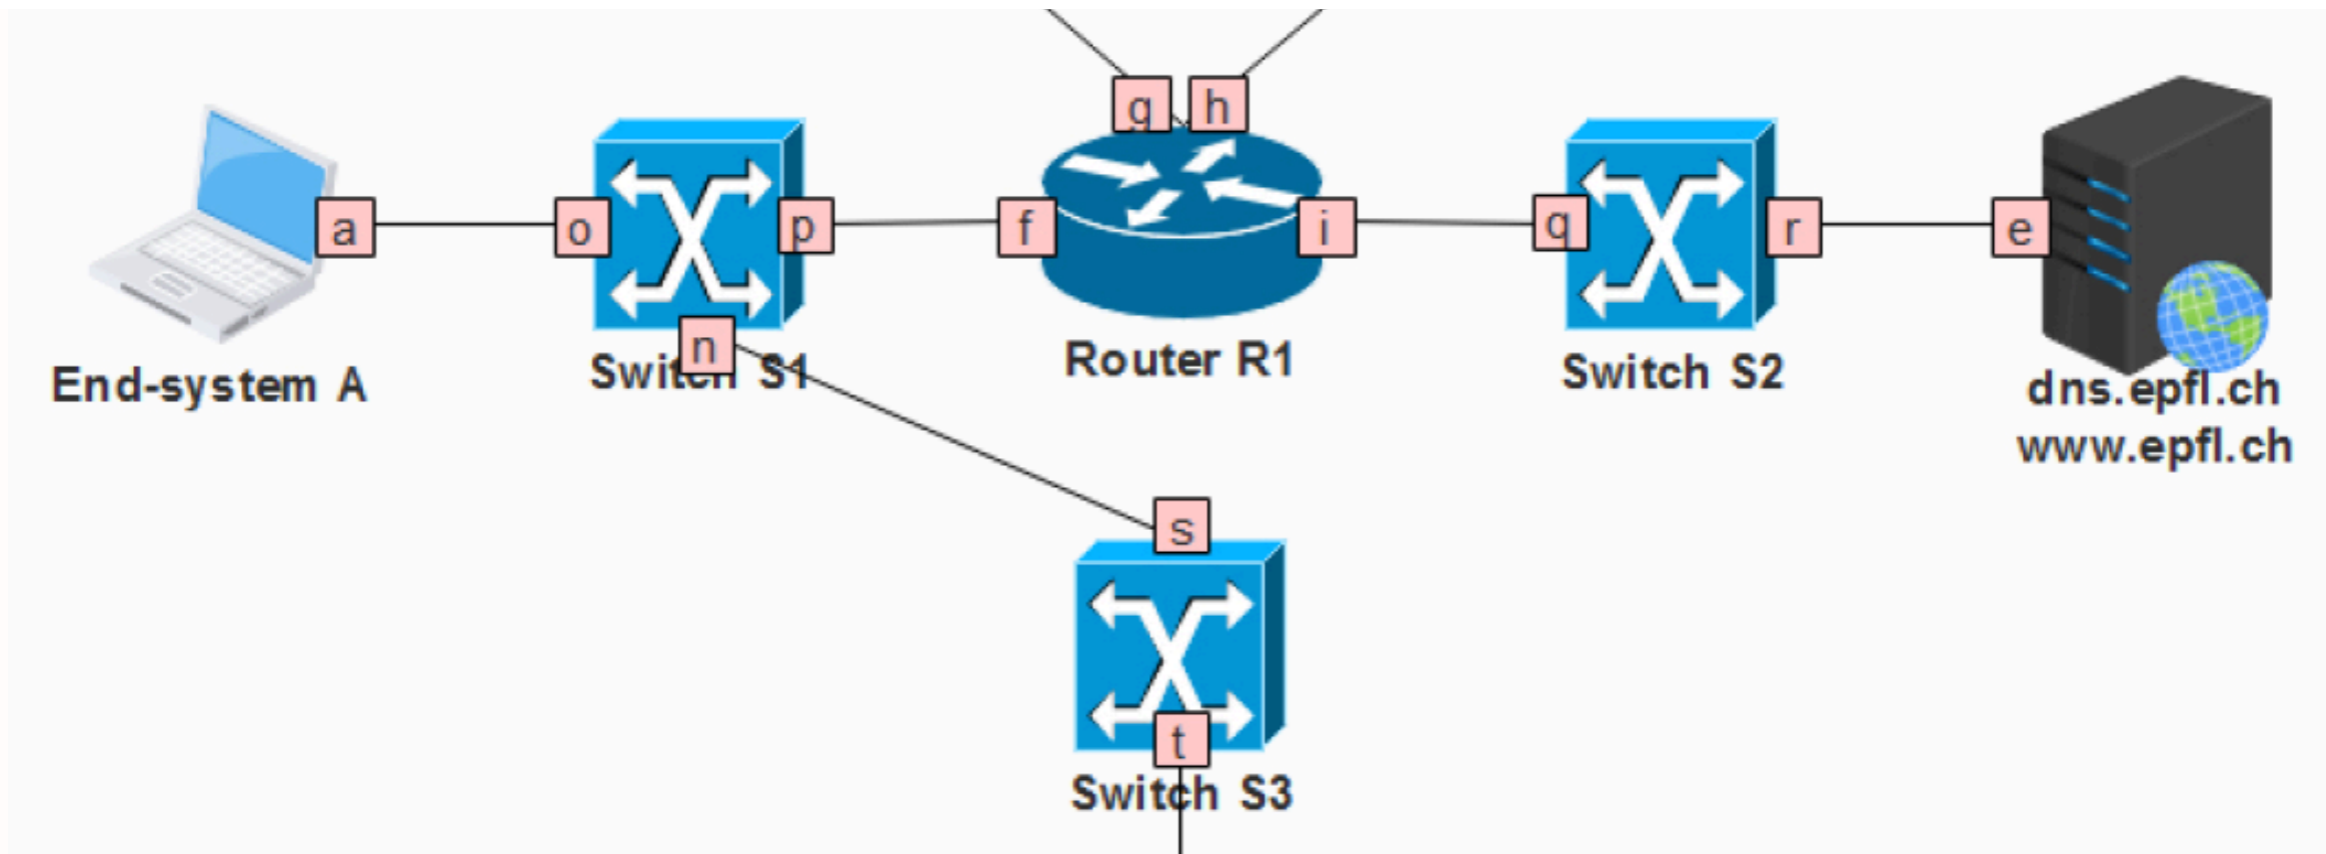 g h
a o p f i q r e
End-system A
n
Switch S1
Router R1
Switch S2
dns.epfl.ch
www.epfl.ch
s
t
Switch S3